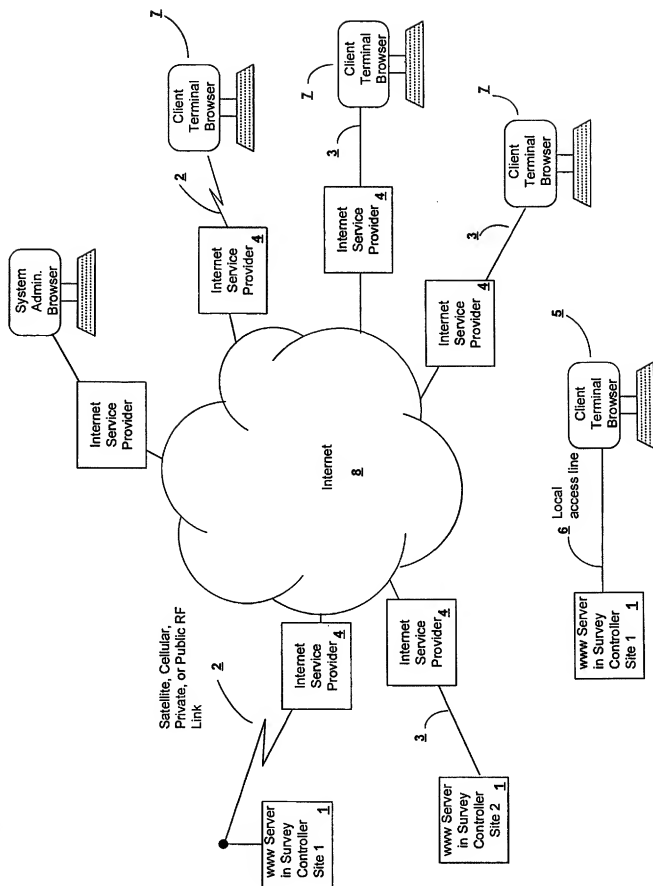 System
Admin.
Browser
Internet
Service
Provider
Client
Terminal
Browser
7
2
Internet
Service
Provider
4
Client
Terminal
Browser
7
3
Internet
Service
Provider
4
Client
Terminal
Browser
7
3
Internet
Service
Provider
4
Internet
8
Satellite, Cellular,
Private, or Public RF
Link
2
Internet
Service
Provider
4
www Server
in Survey
Controller
Site 1
1
Internet
Service
Provider
4
3
www Server
in Survey
Controller
Site 2
1
Client
Terminal
Browser
5
Local
access line
6
www Server
in Survey
Controller
Site 1
1